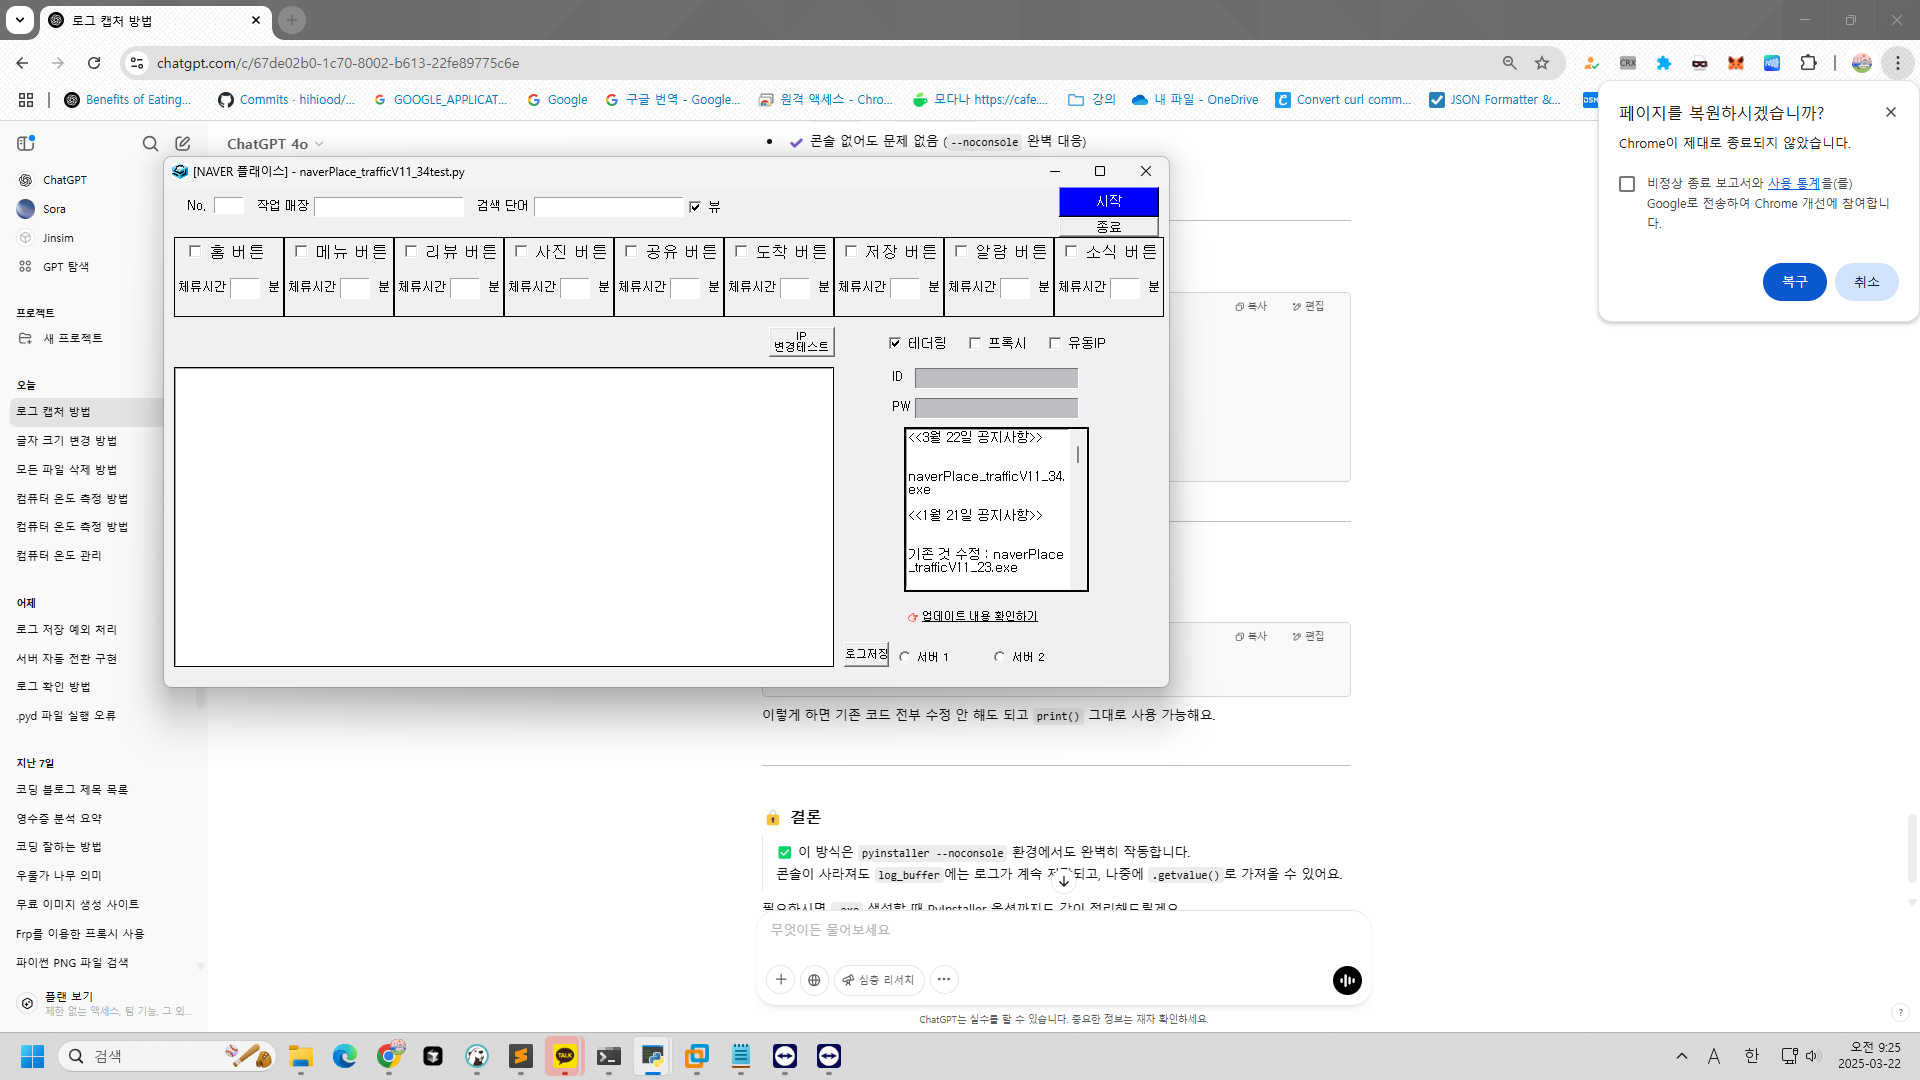 로그 캡처 방법
chatgpt.com/c/67de02b0-1c70-8002-b613-22fe89775c6e
Benefits of Eating...
Commits · hihiood/...
GOOGLE_APPLICAT...
Google
구글 번역 - Google...
원격 액세스 - Chro...
모다나 https://cafe....
강의
내 파일 - OneDrive
Convert curl comm...
JSON Formatter &...
페이지를 복원하시겠습니까?
Chrome이 제대로 종료되지 않았습니다.
비정상 종료 보고서와 사용 통계을(를)
Google로 전송하여 Chrome 개선에 참여합니
다.
복구
취소
ChatGPT
Sora
Jinsim
GPT 탐색
프로젝트
새 프로젝트
오늘
로그 캡처 방법
글자 크기 변경 방법
모든 파일 삭제 방법
컴퓨터 온도 측정 방법
컴퓨터 온도 측정 방법
컴퓨터 온도 관리
어제
로그 저장 예외 처리
서버 자동 전환 구현
로그 확인 방법
.pyd 파일 실행 오류
지난 7일
코딩 블로그 제목 목록
영수증 분석 요약
코딩 잘하는 방법
우물가 나무 의미
무료 이미지 생성 사이트
Frp를 이용한 프록시 사용
파이썬 PNG 파일 검색
플랜 보기
제한 없는 액세스, 팀 기능, 그 외...
ChatGPT 4o
콘솔 없어도 문제 없음 (--noconsole 완벽 대응)
[NAVER 플래이스] - naverPlace_trafficV11_34test.py
No. 작업 매장 검색 단어 뷰
시작
종료
홈 버튼 메뉴 버튼 리뷰 버튼 사진 버튼 공유 버튼 도착 버튼 저장 버튼 알람 버튼 소식 버튼
체류시간 분 체류시간 분 체류시간 분 체류시간 분 체류시간 분 체류시간 분 체류시간 분 체류시간 분 체류시간 분
IP
변경테스트
테더링 프록시 유동IP
ID
PW
<<3월 22일 공지사항>>
naverPlace_trafficV11_34.
exe
<<1월 21일 공지사항>>
기존 것 수정 : naverPlace
_trafficV11_23.exe
업데이트 내용 확인하기
로그저장 서버 1 서버 2
복사 편집
복사 편집
이렇게 하면 기존 코드 전부 수정 안 해도 되고 print() 그대로 사용 가능해요.
결론
이 방식은 pyinstaller --noconsole 환경에서도 완벽히 작동합니다.
콘솔이 사라져도 log_buffer에는 로그가 계속 저장되고, 나중에 .getvalue()로 가져올 수 있어요.
필요하시면 .exe 생성할 때 PyInstaller 옵션까지도 같이 정리해드릴게요
무엇이든 물어보세요
심층 리서치
ChatGPT는 실수를 할 수 있습니다. 중요한 정보는 재차 확인하세요.
?
검색
TALK
A 한
오전 9:25
2025-03-22